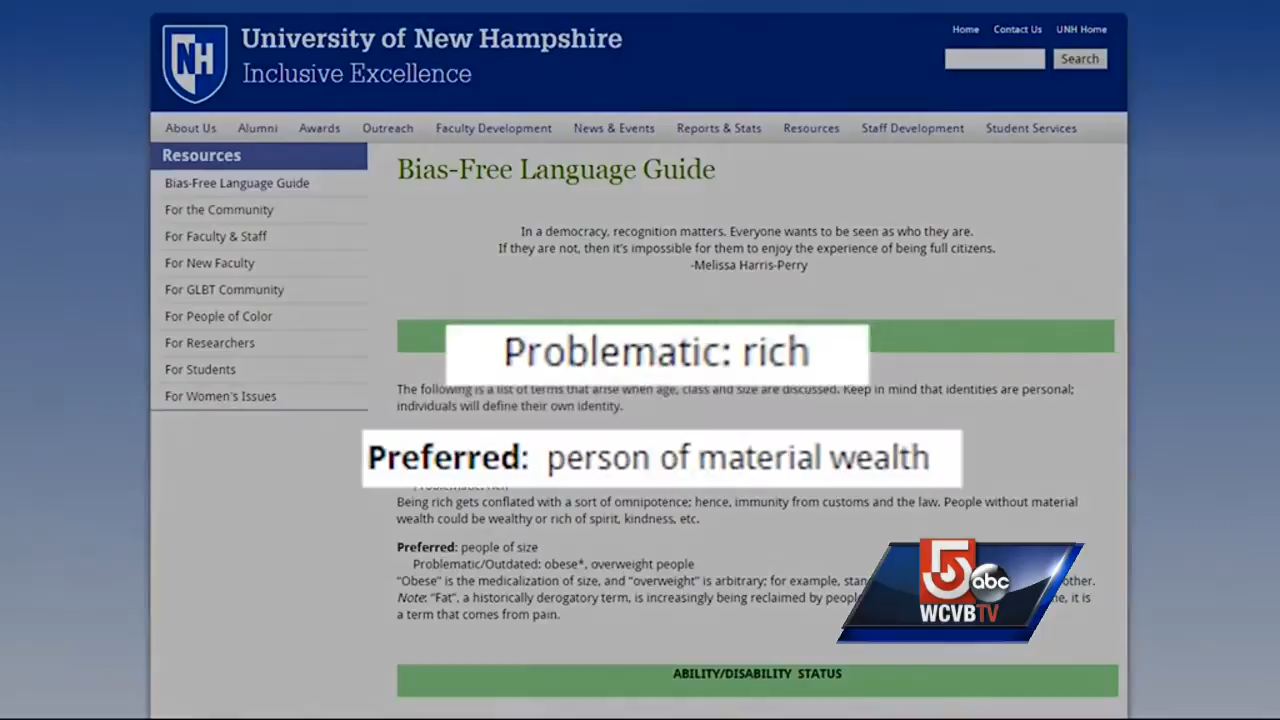 University of New Hampshire
Inclusive Excellence
Home Contact Us UNH Home
Search
NH
About Us Alumni Awards Outreach Faculty Development News & Events Reports & Stats Resources Staff Development Student Services
Resources
Bias-Free Language Guide
For the Community
For Faculty & Staff
For New Faculty
For GLBT Community
For People of Color
For Researchers
For Students
For Women's Issues
Bias-Free Language Guide
In a democracy, recognition matters. Everyone wants to be seen as who they are.
If they are not, then it's impossible for them to enjoy the experience of being full citizens.
-Melissa Harris-Perry
Problematic: rich
The following is a list of terms that arise when age, class and size are discussed. Keep in mind that identities are personal;
individuals will define their own identity.
Preferred: person of material wealth
Being rich gets conflated with a sort of omnipotence; hence, immunity from customs and the law. People without material
wealth could be wealthy or rich of spirit, kindness, etc.
Preferred: people of size
Problematic/Outdated: obese*, overweight people
"Obese" is the medicalization of size, and "overweight" is arbitrary; for example, other.
Note: "Fat", a historically derogatory term, is increasingly being reclaimed by it is
a term that comes from pain.
5 abc
WCVB TV
ABILITY/DISABILITY STATUS